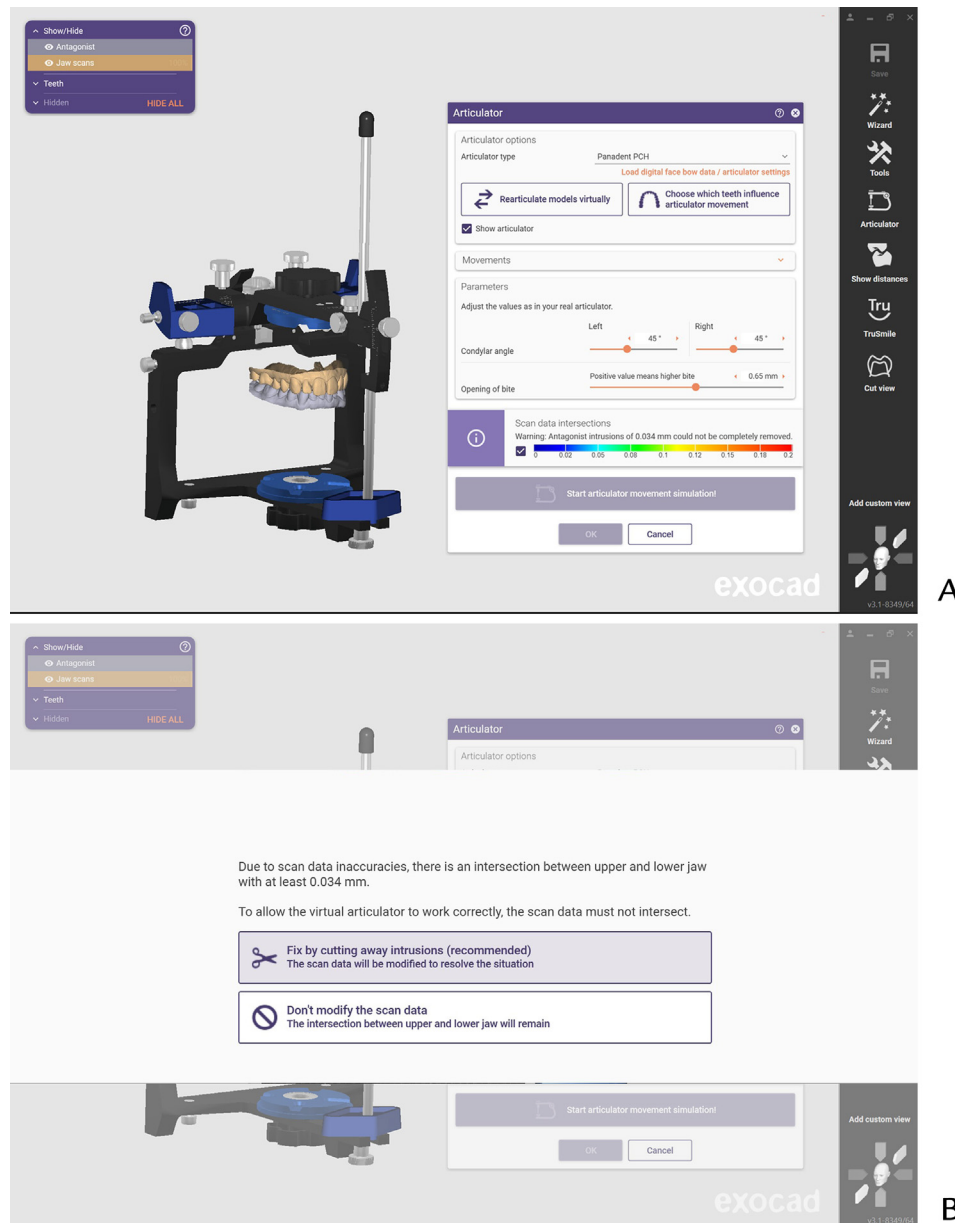 Show/Hide
Antagonist
Jaw scans
Teeth
Hidden HIDE ALL
Save
Wizard
Tools
Articulator
Show distances
Tru
TruSmile
Cut view
Add custom view
v3.1-8349/64
Articulator
Articulator options
Articulator type Panadent PCH
Load digital face bow data / articulator settings
Rearticulate models virtually
Choose which teeth influence
articulator movement
Show articulator
Movements
Parameters
Adjust the values as in your real articulator.
Left Right
Condylar angle 45 ° 45 °
Positive value means higher bite 0.65 mm
Opening of bite
Scan data intersections
Warning: Antagonist intrusions of 0.034 mm could not be completely removed.
0 0.02 0.05 0.08 0.1 0.12 0.15 0.18 0.2
Start articulator movement simulation!
OK Cancel
exocad
A
Show/Hide
Antagonist
Jaw scans
Teeth
Hidden HIDE ALL
Save
Wizard
Articulator
Articulator options
Due to scan data inaccuracies, there is an intersection between upper and lower jaw
with at least 0.034 mm.
To allow the virtual articulator to work correctly, the scan data must not intersect.
Fix by cutting away intrusions (recommended)
The scan data will be modified to resolve the situation
Don't modify the scan data
The intersection between upper and lower jaw will remain
Start articulator movement simulation!
OK Cancel
Add custom view
exocad
v3.1-8349/64
B